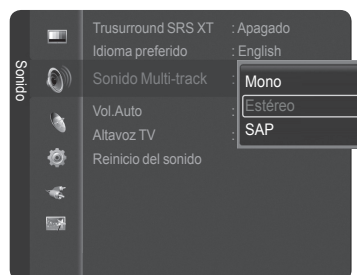 Sonido
Trusurround SRS XT : Apagado
Idioma preferido : English
Sonido Multi-track :
Mono
Estéreo
SAP
Vol.Auto :
Altavoz TV :
Reinicio del sonido